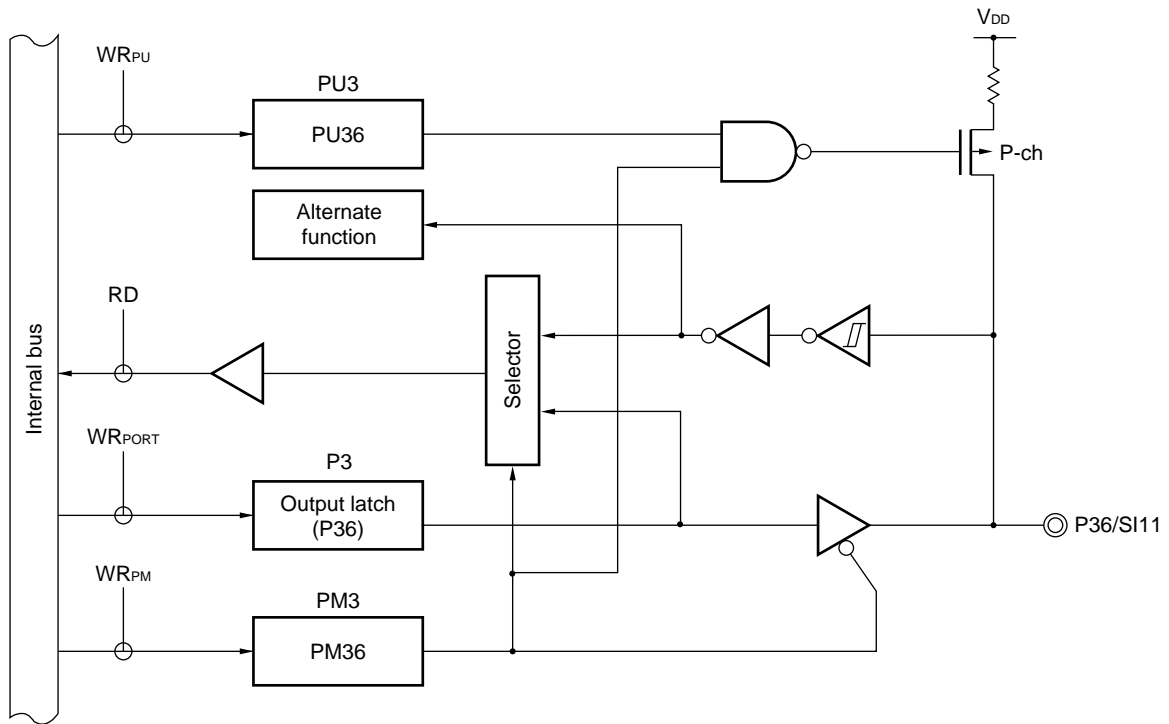 VDD
WRPU
PU3
PU36
P-ch
Alternate
function
RD
Internal bus
Selector
WRPORT
P3
Output latch
(P36)
P36/SI11
WRPM
PM3
PM36